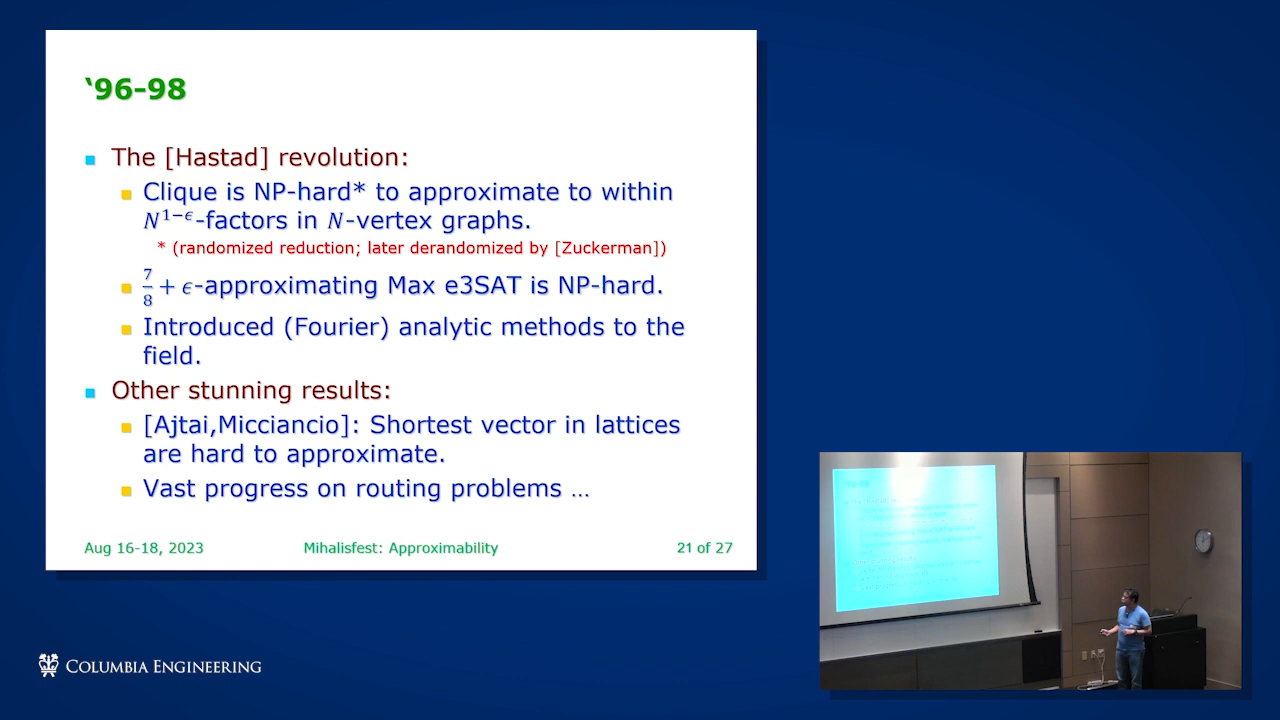 ‘96-98
The [Hastad] revolution:
Clique is NP-hard* to approximate to within
N^{1−ϵ}-factors in N-vertex graphs.
* (randomized reduction; later derandomized by [Zuckerman])
7/8 + ϵ-approximating Max e3SAT is NP-hard.
Introduced (Fourier) analytic methods to the
field.
Other stunning results:
[Ajtai,Micciancio]: Shortest vector in lattices
are hard to approximate.
Vast progress on routing problems …
Aug 16-18, 2023 Mihalisfest: Approximability 21 of 27
COLUMBIA ENGINEERING